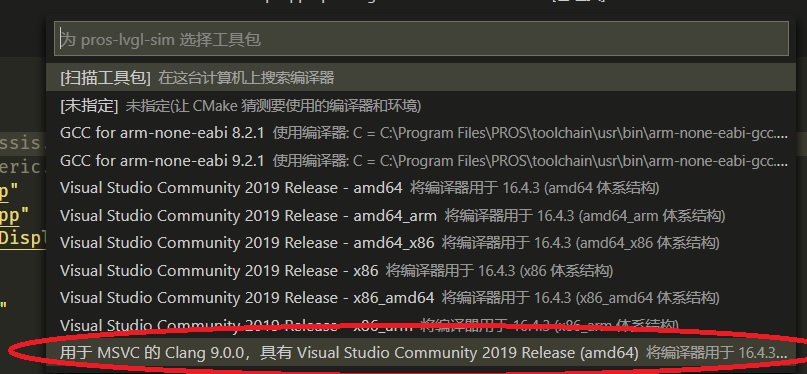 为 pros-lvgl-sim 选择工具包
[扫描工具包] 在这台计算机上搜索编译器
[未指定] 未指定(让 CMake 猜测要使用的编译器和环境)
GCC for arm-none-eabi 8.2.1 使用编译器: C = C:\Program Files\PROS\toolchain\usr\bin\arm-none-eabi-gcc....
GCC for arm-none-eabi 9.2.1 使用编译器: C = C:\Program Files\PROS\toolchain\usr\bin\arm-none-eabi-gcc....
Visual Studio Community 2019 Release - amd64 将编译器用于 16.4.3 (amd64 体系结构)
Visual Studio Community 2019 Release - amd64_arm 将编译器用于 16.4.3 (amd64_arm 体系结构)
Visual Studio Community 2019 Release - amd64_x86 将编译器用于 16.4.3 (amd64_x86 体系结构)
Visual Studio Community 2019 Release - x86 将编译器用于 16.4.3 (x86 体系结构)
Visual Studio Community 2019 Release - x86_amd64 将编译器用于 16.4.3 (x86_amd64 体系结构)
Visual Studio Community 2019 Release - x86_arm 将编译器用于 16.4.3 (x86_arm 体系结构)
用于 MSVC 的 Clang 9.0.0，具有 Visual Studio Community 2019 Release (amd64) 将编译器用于 16.4.3...
ssis.
eric.
p"
pp"
Displ
"